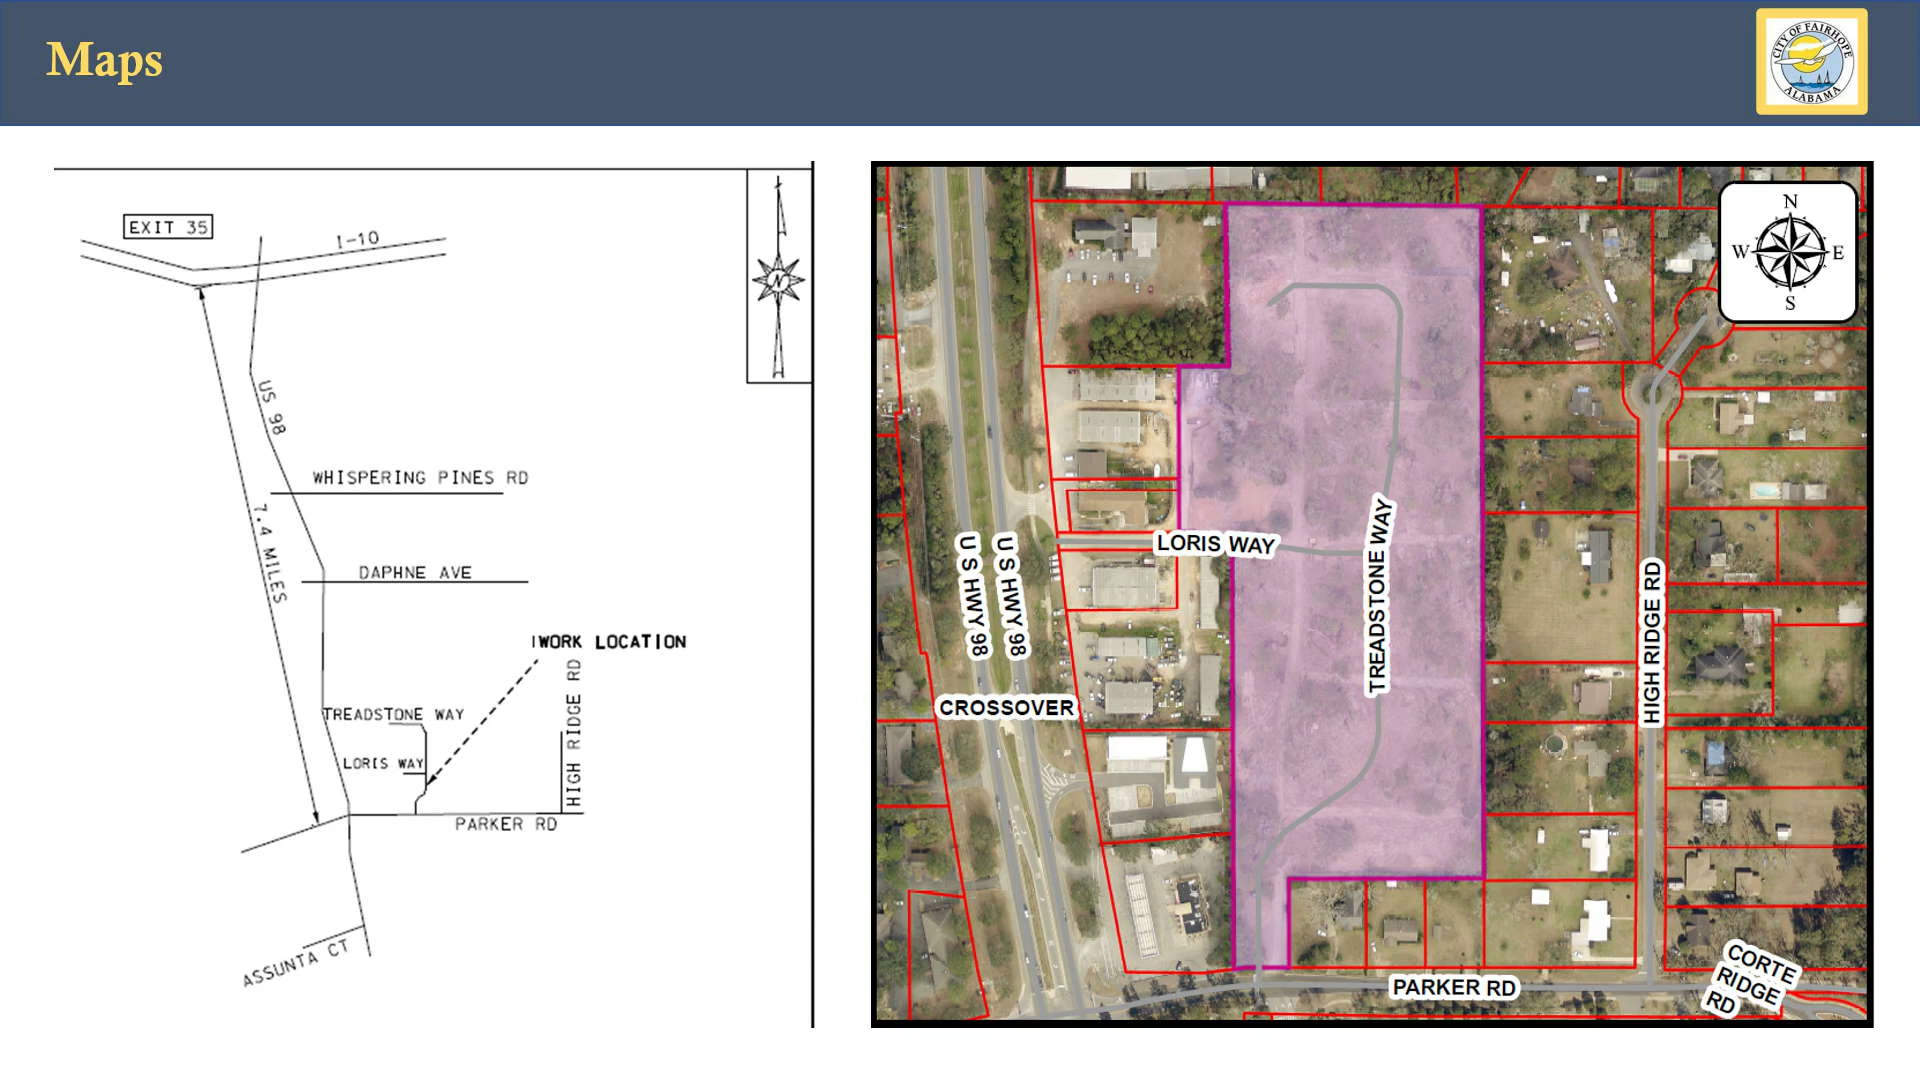 Maps
CITY OF FAIRHOPE
ALABAMA
EXIT 35
I-10
N
US 98
WHISPERING PINES RD
7.4 MILES
DAPHNE AVE
WORK LOCATION
HIGH RIDGE RD
TREADSTONE WAY
LORIS WAY
PARKER RD
ASSUNTA CT
N
W
E
S
U S HWY 98
U S HWY 98
LORIS WAY
TREADSTONE WAY
HIGH RIDGE RD
CROSSOVER
PARKER RD
CORTE
RIDGE
RD